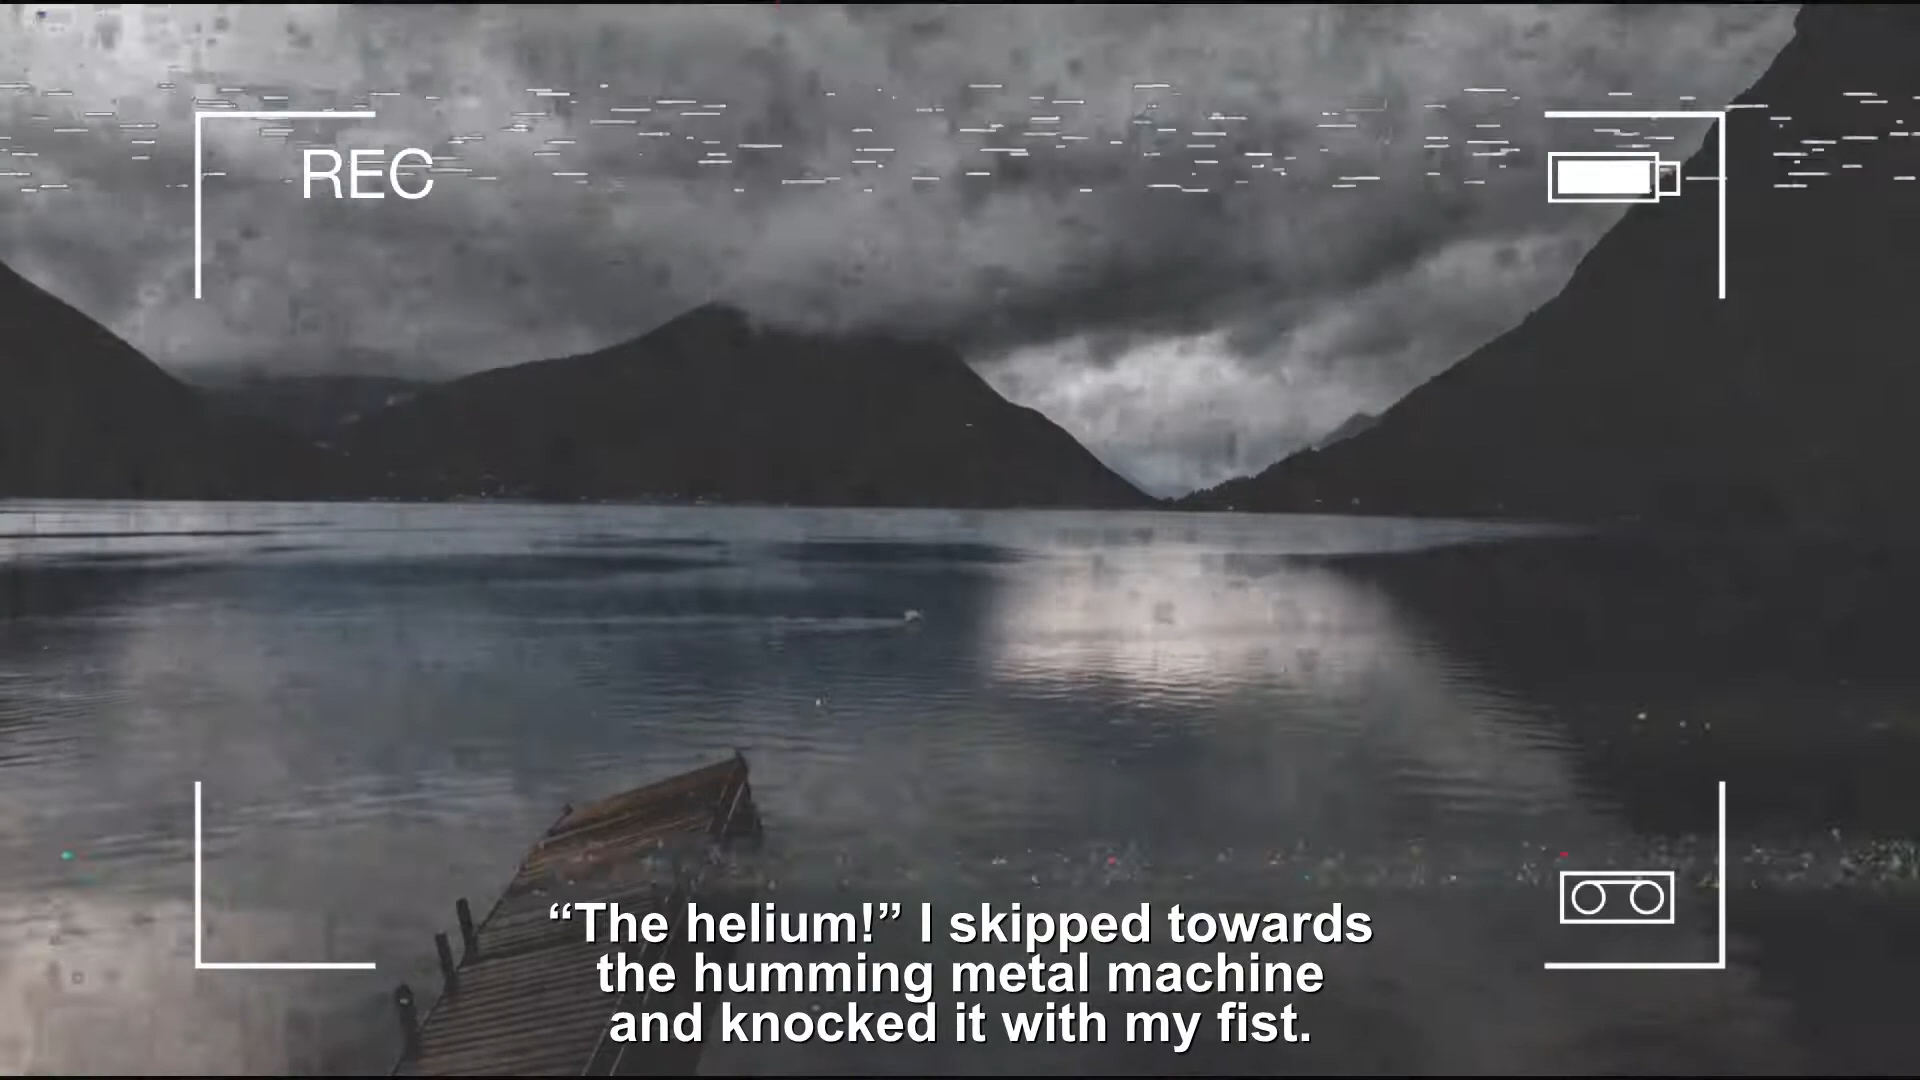 REC
“The helium!” I skipped towards
the humming metal machine
and knocked it with my fist.